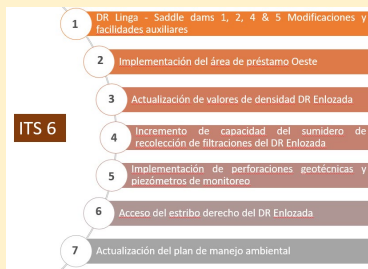 ITS 6
1
DR Linga - Saddle dams 1, 2, 4 & 5 Modificaciones y
facilidades auxiliares
2
Implementación del área de préstamo Oeste
3
Actualización de valores de densidad DR Enlozada
4
Incremento de capacidad del sumidero de
recolección de filtraciones del DR Enlozada
5
Implementación de perforaciones geotécnicas y
piezómetros de monitoreo
6
Acceso del estribo derecho del DR Enlozada
7
Actualización del plan de manejo ambiental